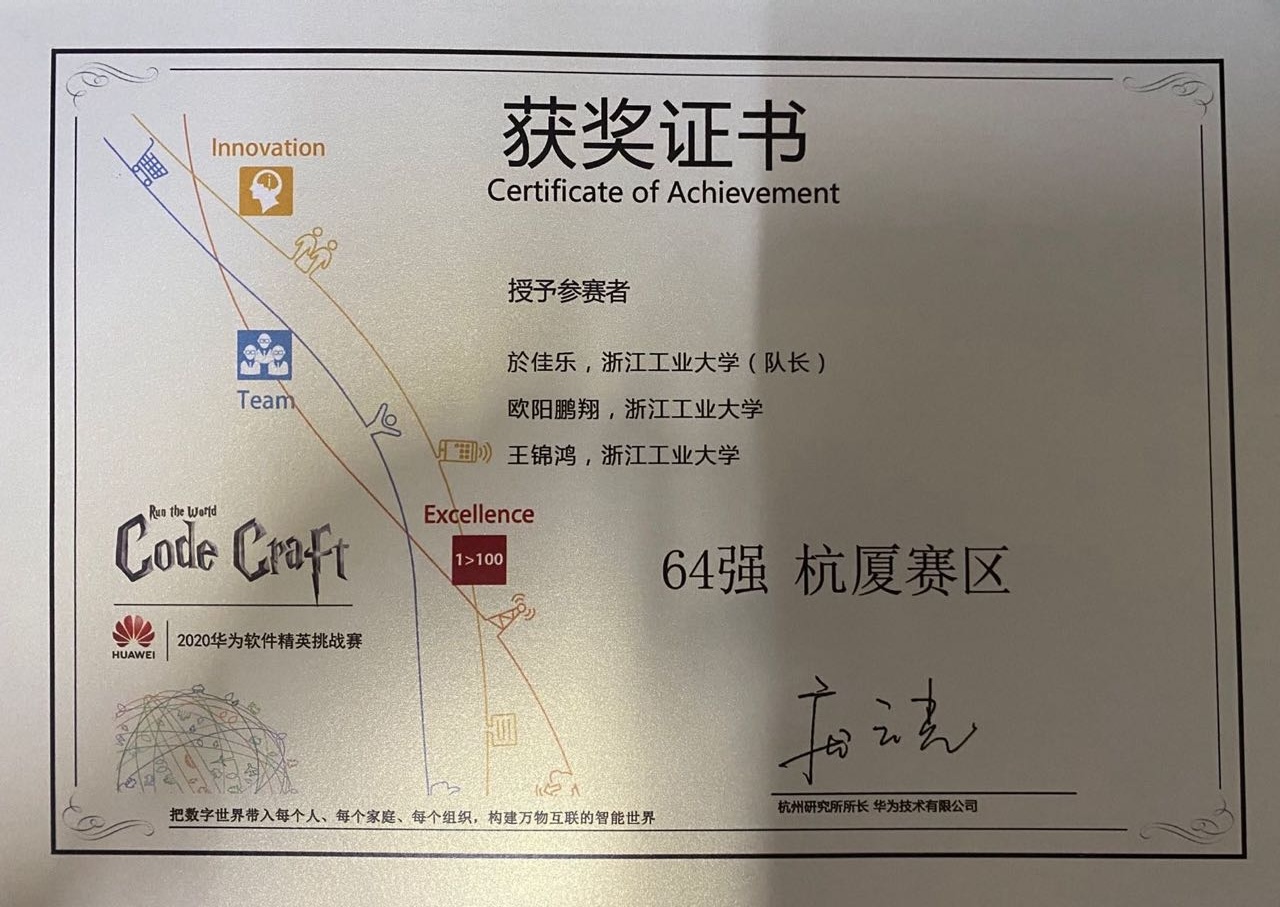 获奖证书
Certificate of Achievement
Innovation
授予参赛者
Team
於佳乐，浙江工业大学（队长）
欧阳鹏翔，浙江工业大学
王锦鸿，浙江工业大学
Excellence
1>100
Run the World
Code Craft
64强 杭厦赛区
HUAWEI
2020华为软件精英挑战赛
杭州研究所所长 华为技术有限公司
把数字世界带入每个人、每个家庭、每个组织，构建万物互联的智能世界